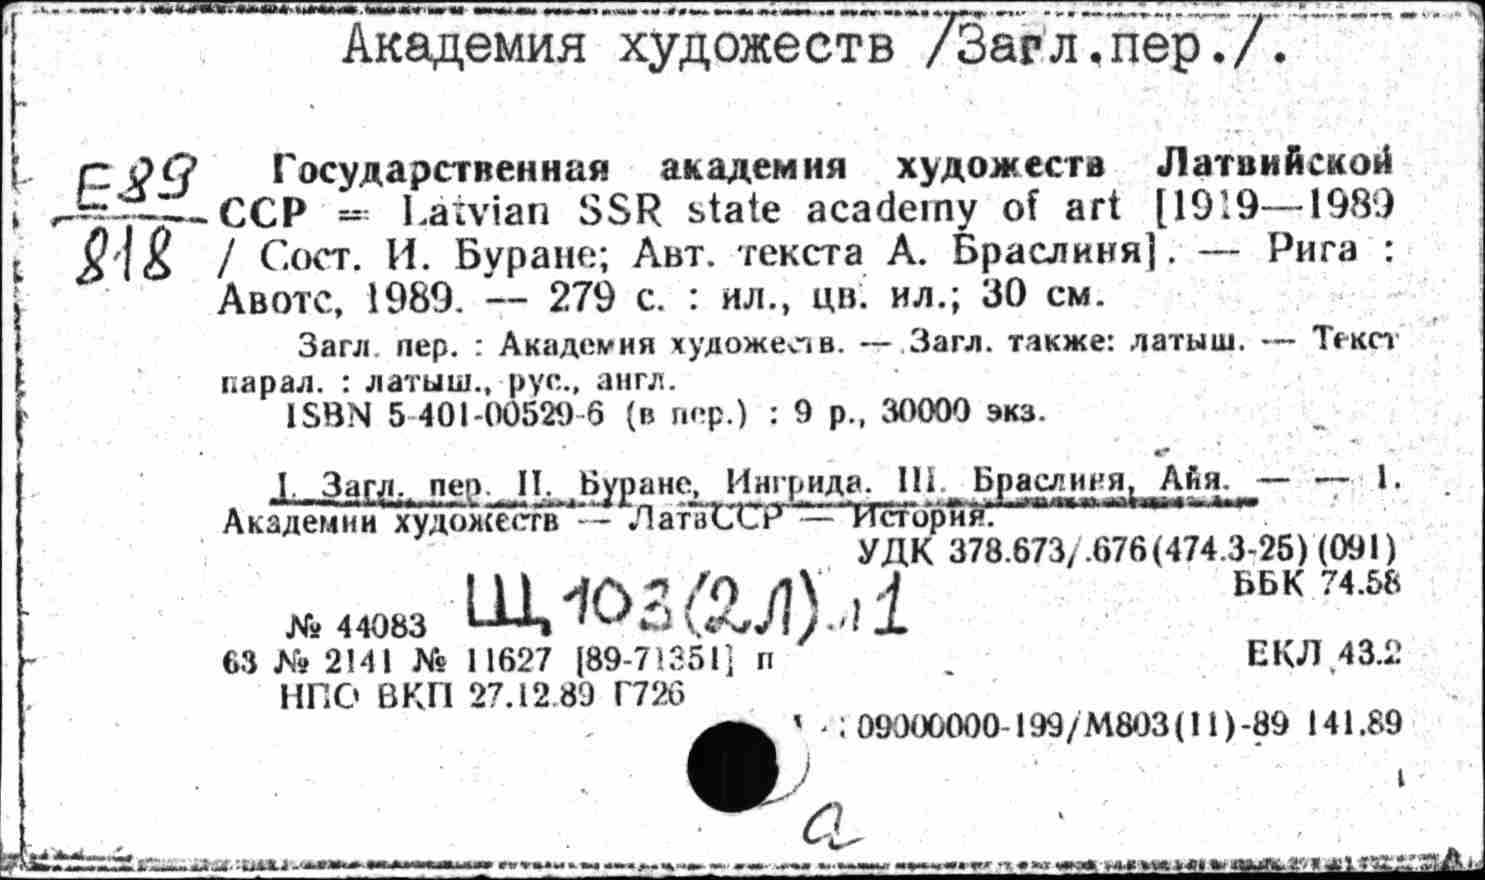 Академия художеств /Загл.пер./.
Е89
818
Государственная академия художеств Латвийской
ССР = Latvian SSR state academy of art [1919—1989
/ Сост. И. Буране; Авт. текста А. Браслиня]. — Рига :
Авотс, 1989. — 279 с. : ил., цв. ил.; 30 см.
Загл. пер. : Академия художеств. — Загл. также: латыш. — Текст
парал. : латыш., рус., англ.
ISBN 5-401-00529-6 (в пер.) : 9 р., 30000 экз.
I. Загл. пер. II. Буране, Ингрида. III. Браслиня, Айя. — — 1.
Академии художеств — ЛатвССР — История.
УДК 378.673/.676(474.3-25)(091)
ББК 74.58
Щ103(2Л).л1
№ 44083
63 № 2141 № 11627 [89-71351] п
ЕКЛ 43.2
НПО ВКП 27.12.89 Г726
09000000-199/М803(11)-89 141.89
а